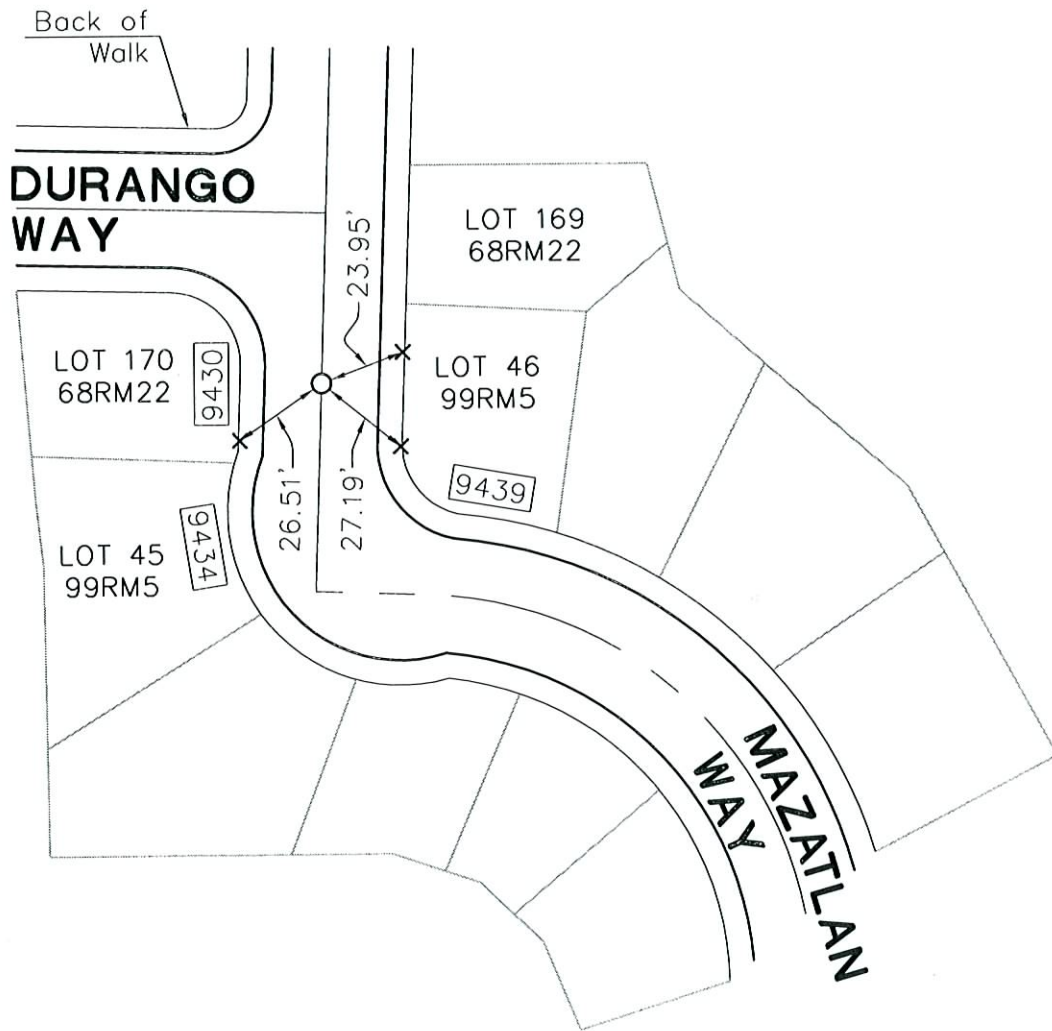 Back of
Walk
DURANGO
WAY
23.95'
LOT 169
68RM22
LOT 170
68RM22
9430
LOT 46
99RM5
26.51'
27.19'
9439
9434
LOT 45
99RM5
MAZATLAN
WAY